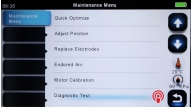 09:35
Maintenance Menu
Maintenance
Menu
Quick Optimize
Adjust Position
Replace Electrodes
Endured Arc
Motor Calibration
Diagnostic Test